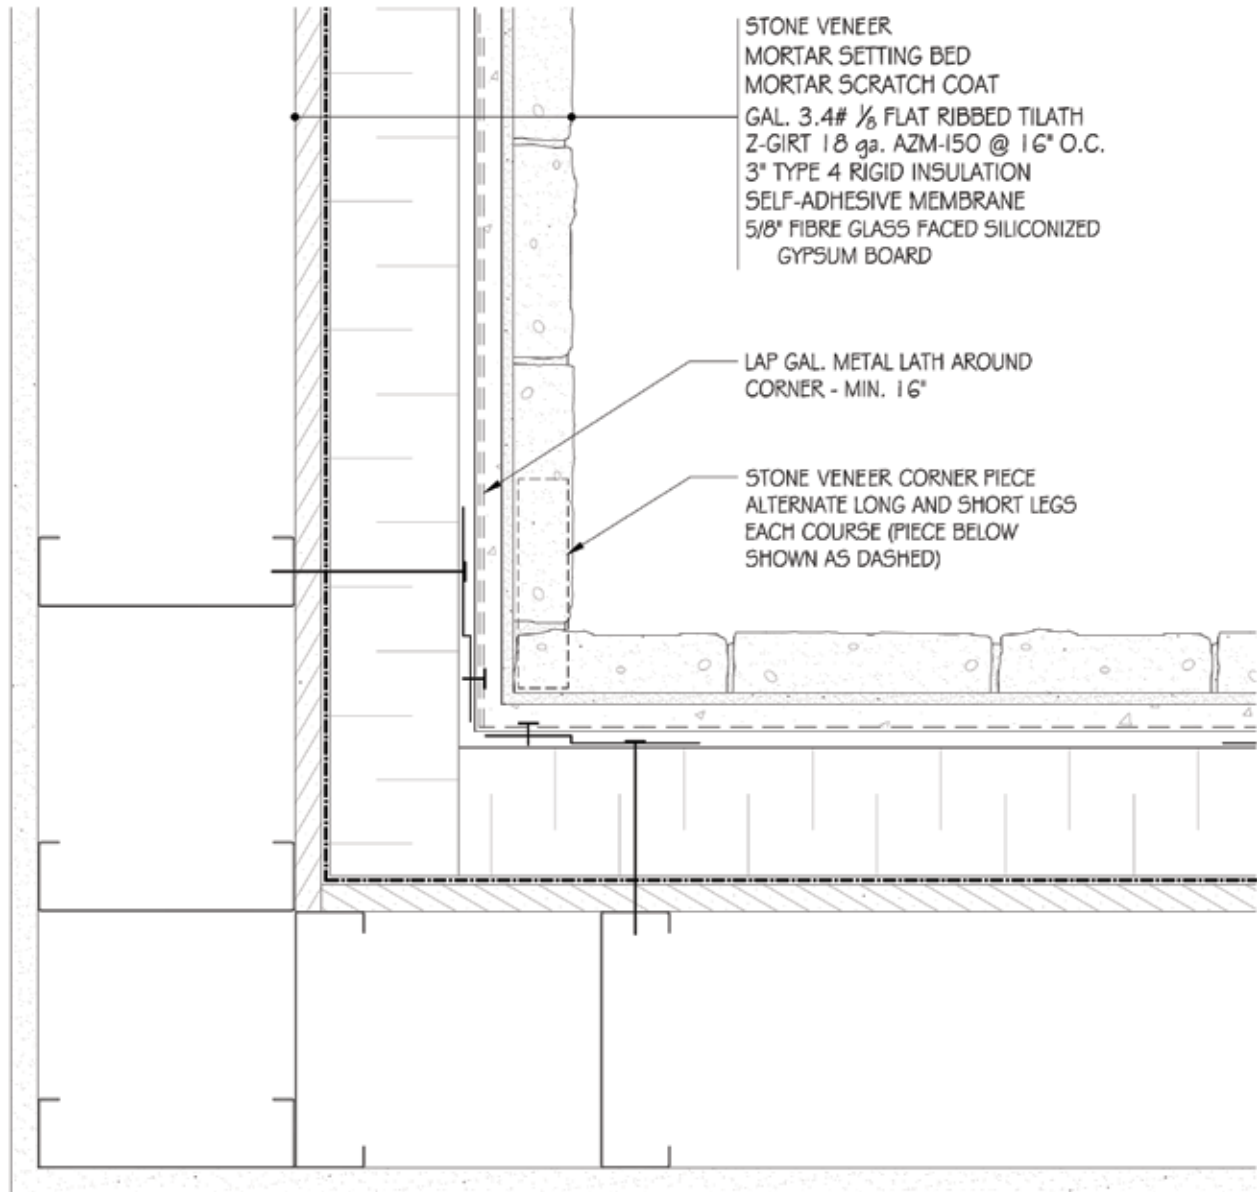 STONE VENEER
MORTAR SETTING BED
MORTAR SCRATCH COAT
GAL. 3.4# ⅛ FLAT RIBBED TILATH
Z-GIRT 18 ga. AZM-150 @ 16" O.C.
3" TYPE 4 RIGID INSULATION
SELF-ADHESIVE MEMBRANE
5/8" FIBRE GLASS FACED SILICONIZED
GYPSUM BOARD
LAP GAL. METAL LATH AROUND
CORNER - MIN. 16"
STONE VENEER CORNER PIECE
ALTERNATE LONG AND SHORT LEGS
EACH COURSE (PIECE BELOW
SHOWN AS DASHED)